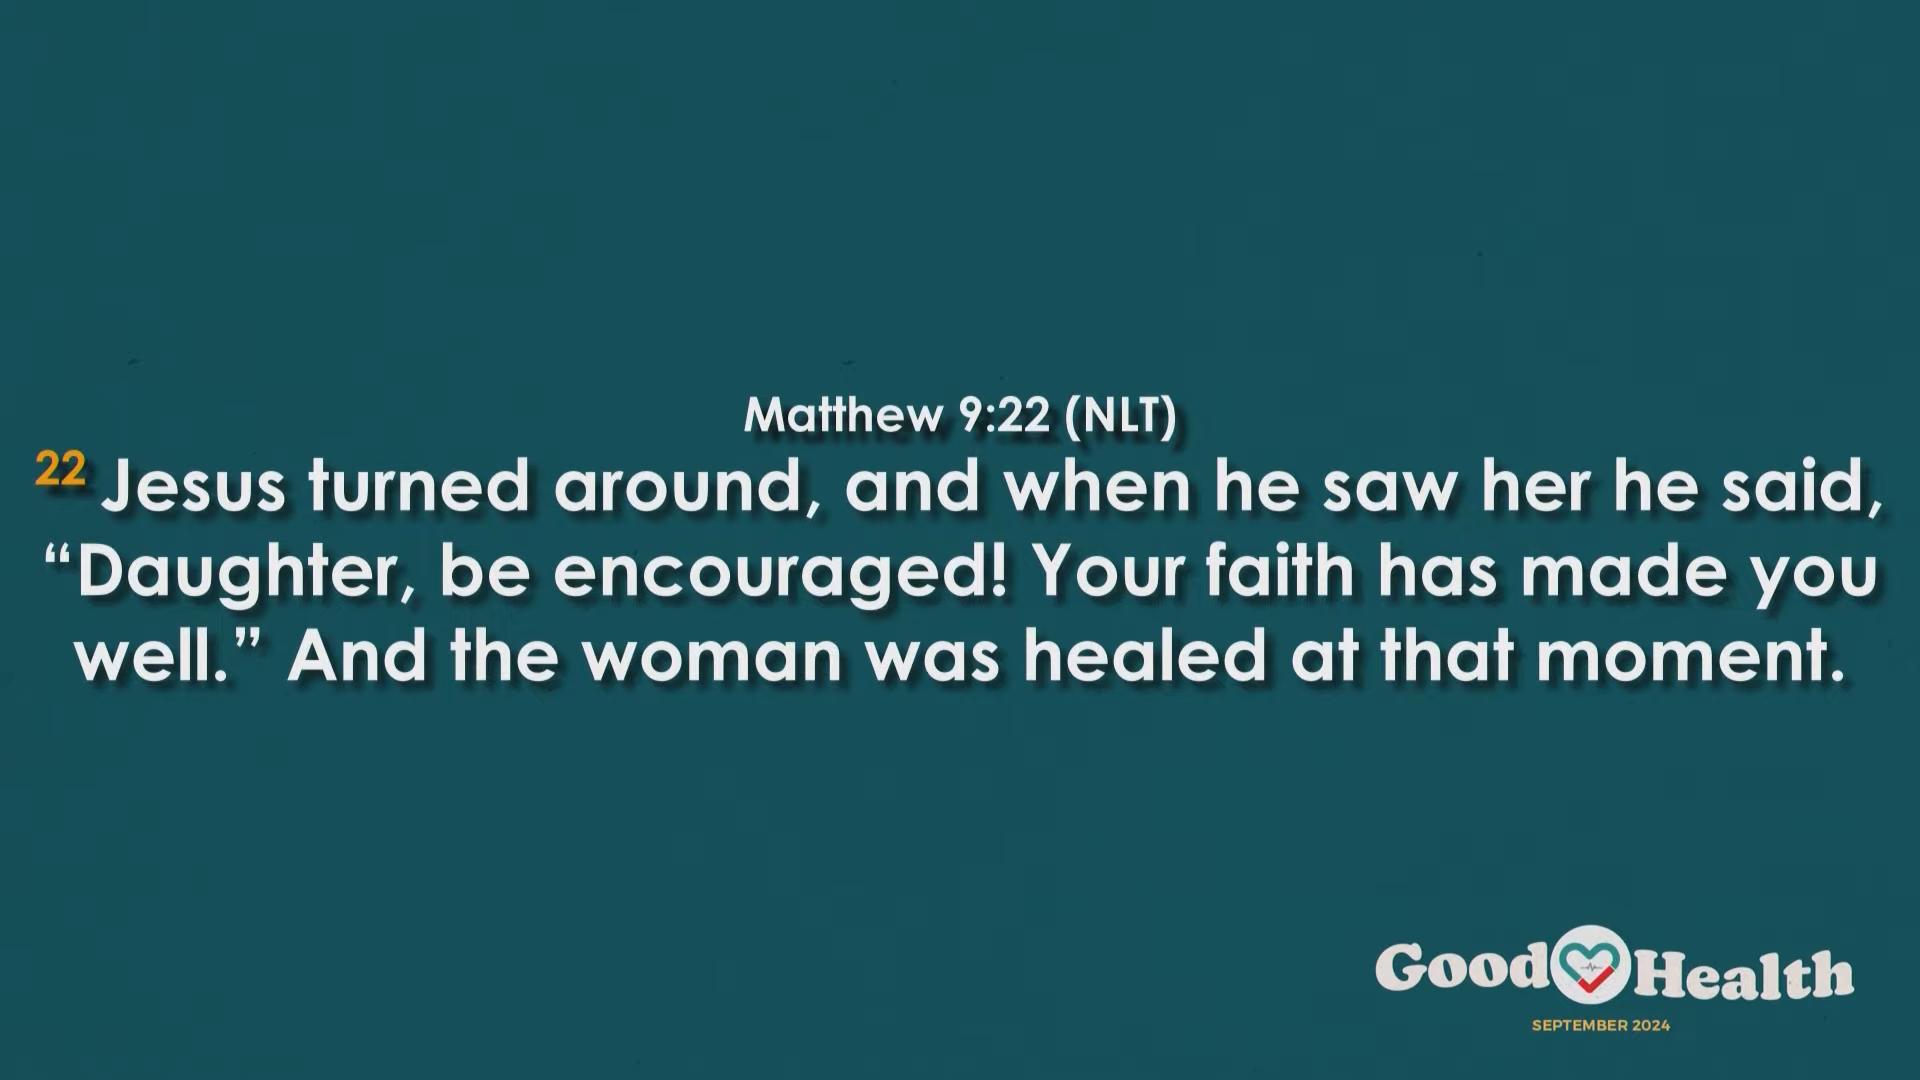 Matthew 9:22 (NLT)
22 Jesus turned around, and when he saw her he said,
“Daughter, be encouraged! Your faith has made you
well.” And the woman was healed at that moment.
Good Health
SEPTEMBER 2024